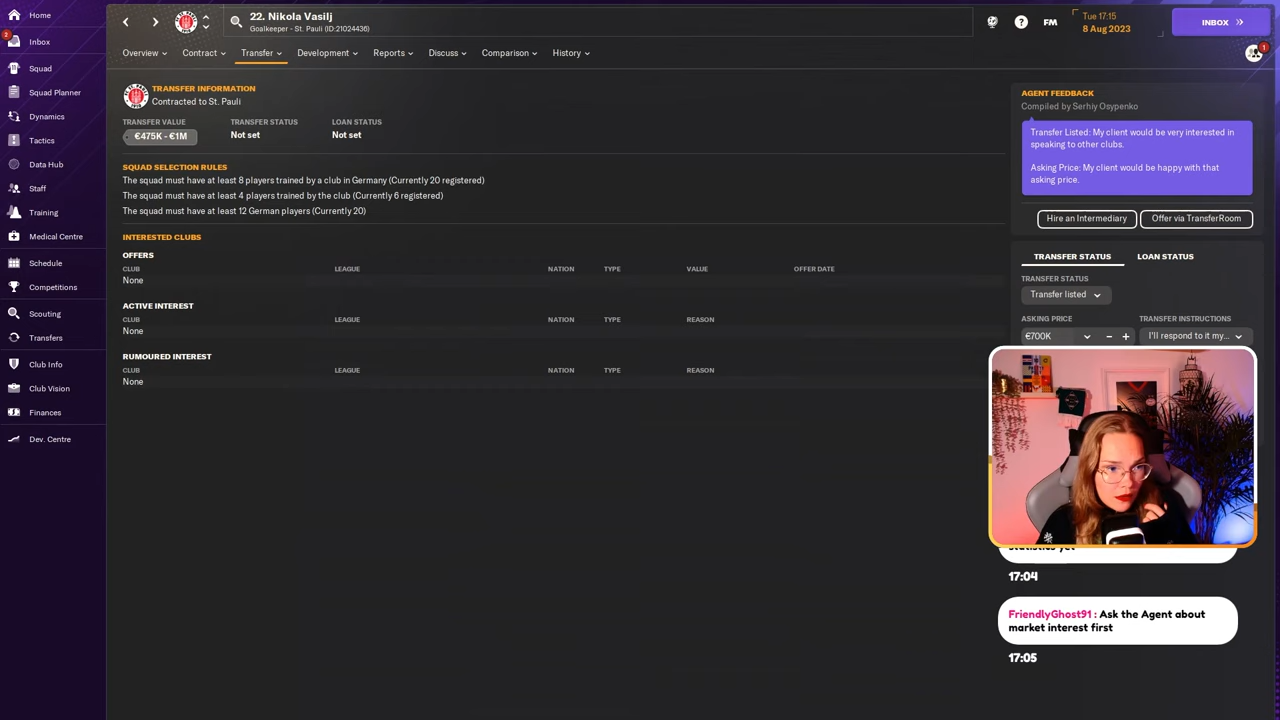 Home
2
Inbox
Squad
Squad Planner
Dynamics
Tactics
Data Hub
Staff
Training
Medical Centre
Schedule
Competitions
Scouting
Transfers
Club Info
Club Vision
Finances
Dev. Centre
22. Nikola Vasilj
Goalkeeper - St. Pauli (ID:21024436)
FM
Tue 17:15
8 Aug 2023
INBOX
Overview
Contract
Transfer
Development
Reports
Discuss
Comparison
History
1
TRANSFER INFORMATION
Contracted to St. Pauli
TRANSFER VALUE
TRANSFER STATUS
LOAN STATUS
€475K - €1M
Not set
Not set
SQUAD SELECTION RULES
The squad must have at least 8 players trained by a club in Germany (Currently 20 registered)
The squad must have at least 4 players trained by the club (Currently 6 registered)
The squad must have at least 12 German players (Currently 20)
INTERESTED CLUBS
OFFERS
CLUB LEAGUE NATION TYPE VALUE OFFER DATE
None
ACTIVE INTEREST
CLUB LEAGUE NATION TYPE REASON
None
RUMOURED INTEREST
CLUB LEAGUE NATION TYPE REASON
None
AGENT FEEDBACK
Compiled by Serhiy Osypenko
Transfer Listed: My client would be very interested in
speaking to other clubs.
Asking Price: My client would be happy with that
asking price.
Hire an Intermediary
Offer via TransferRoom
TRANSFER STATUS
LOAN STATUS
TRANSFER STATUS
Transfer listed
ASKING PRICE
TRANSFER INSTRUCTIONS
€700K
I'll respond to it my...
statistics yet
17:04
FriendlyGhost91 : Ask the Agent about
market interest first
17:05